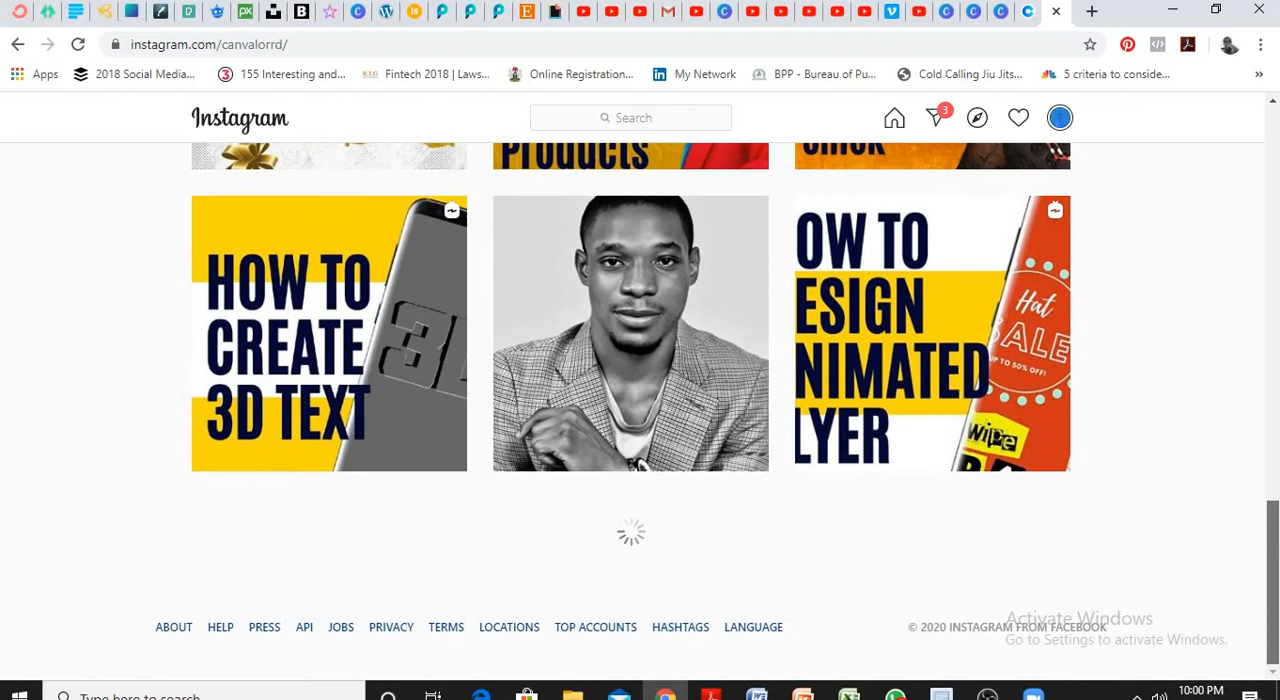 instagram.com/canvalorrd/
Apps
2018 Social Media...
155 Interesting and...
Fintech 2018 | Laws...
Online Registration...
My Network
BPP - Bureau of Pu...
Cold Calling Jiu Jits...
5 criteria to conside...
»
Instagram
Search
3
Products
HOW TO
CREATE
3D TEXT
3D
OW TO
ESIGN
NIMATED
LYER
Hat
SALE
UP TO 50% OFF!
Wipe
ABOUT HELP PRESS API JOBS PRIVACY TERMS LOCATIONS TOP ACCOUNTS HASHTAGS LANGUAGE
© 2020 INSTAGRAM FROM FACEBOOK
Activate Windows
Go to Settings to activate Windows.
Type here to search
10:00 PM